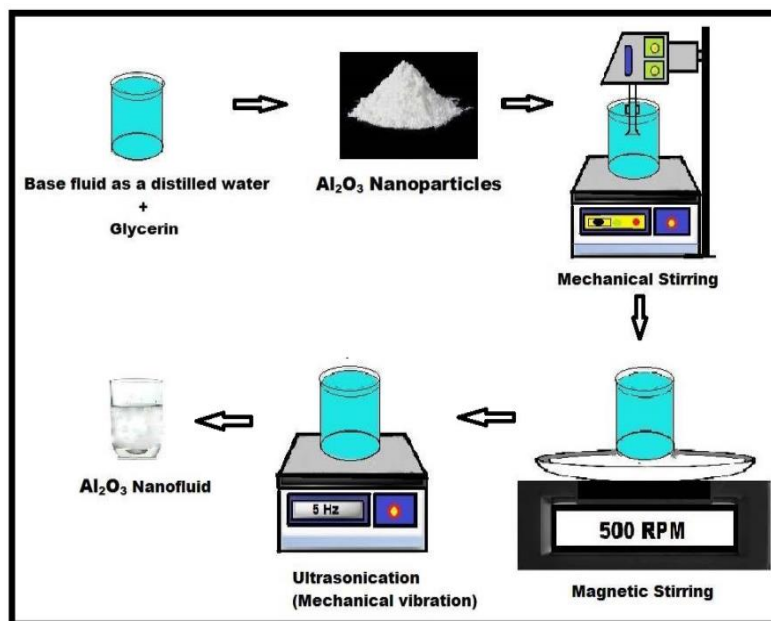 Base fluid as a distilled water
+
Glycerin
Al₂O₃ Nanoparticles
Mechanical Stirring
500 RPM
Magnetic Stirring
5 Hz
Ultrasonication
(Mechanical vibration)
Al₂O₃ Nanofluid